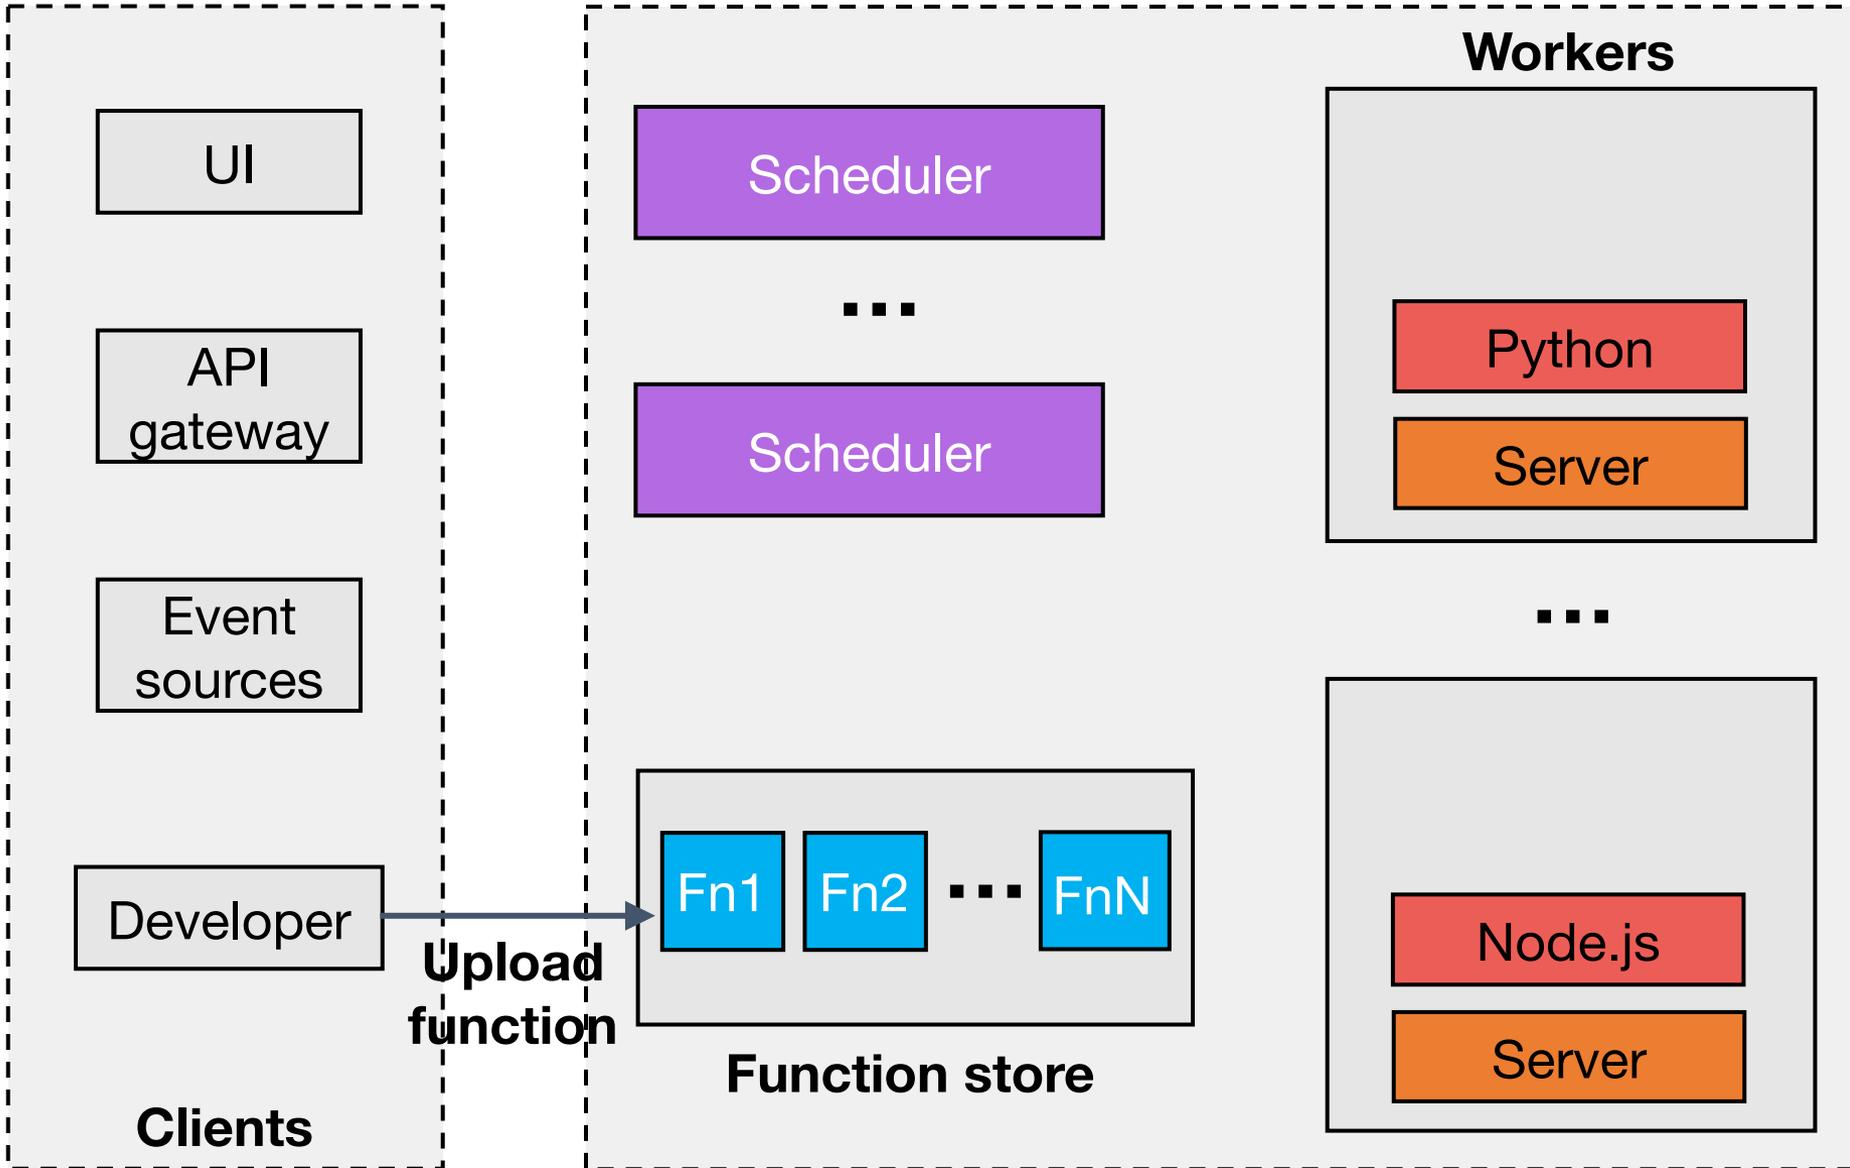 Workers
UI
Scheduler
...
Python
API
gateway
Scheduler
Server
Event
sources
...
Fn1 Fn2 ... FnN
Developer
Upload
function
Node.js
Server
Function store
Clients